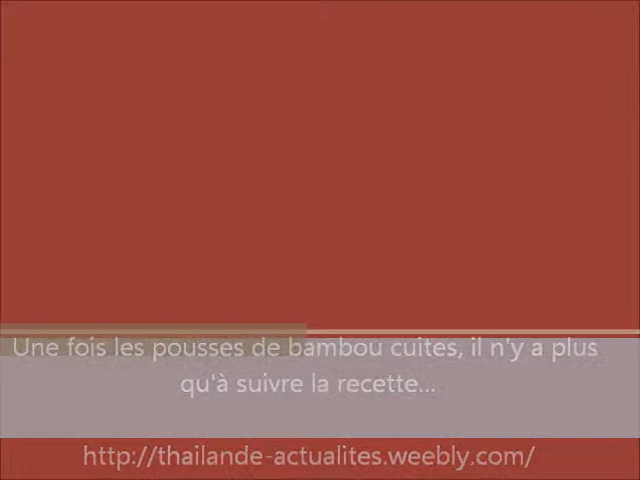 Une fois les pousses de bambou cuites, il n'y a plus
qu'à suivre la recette...
http://thailande-actualites.weebly.com/